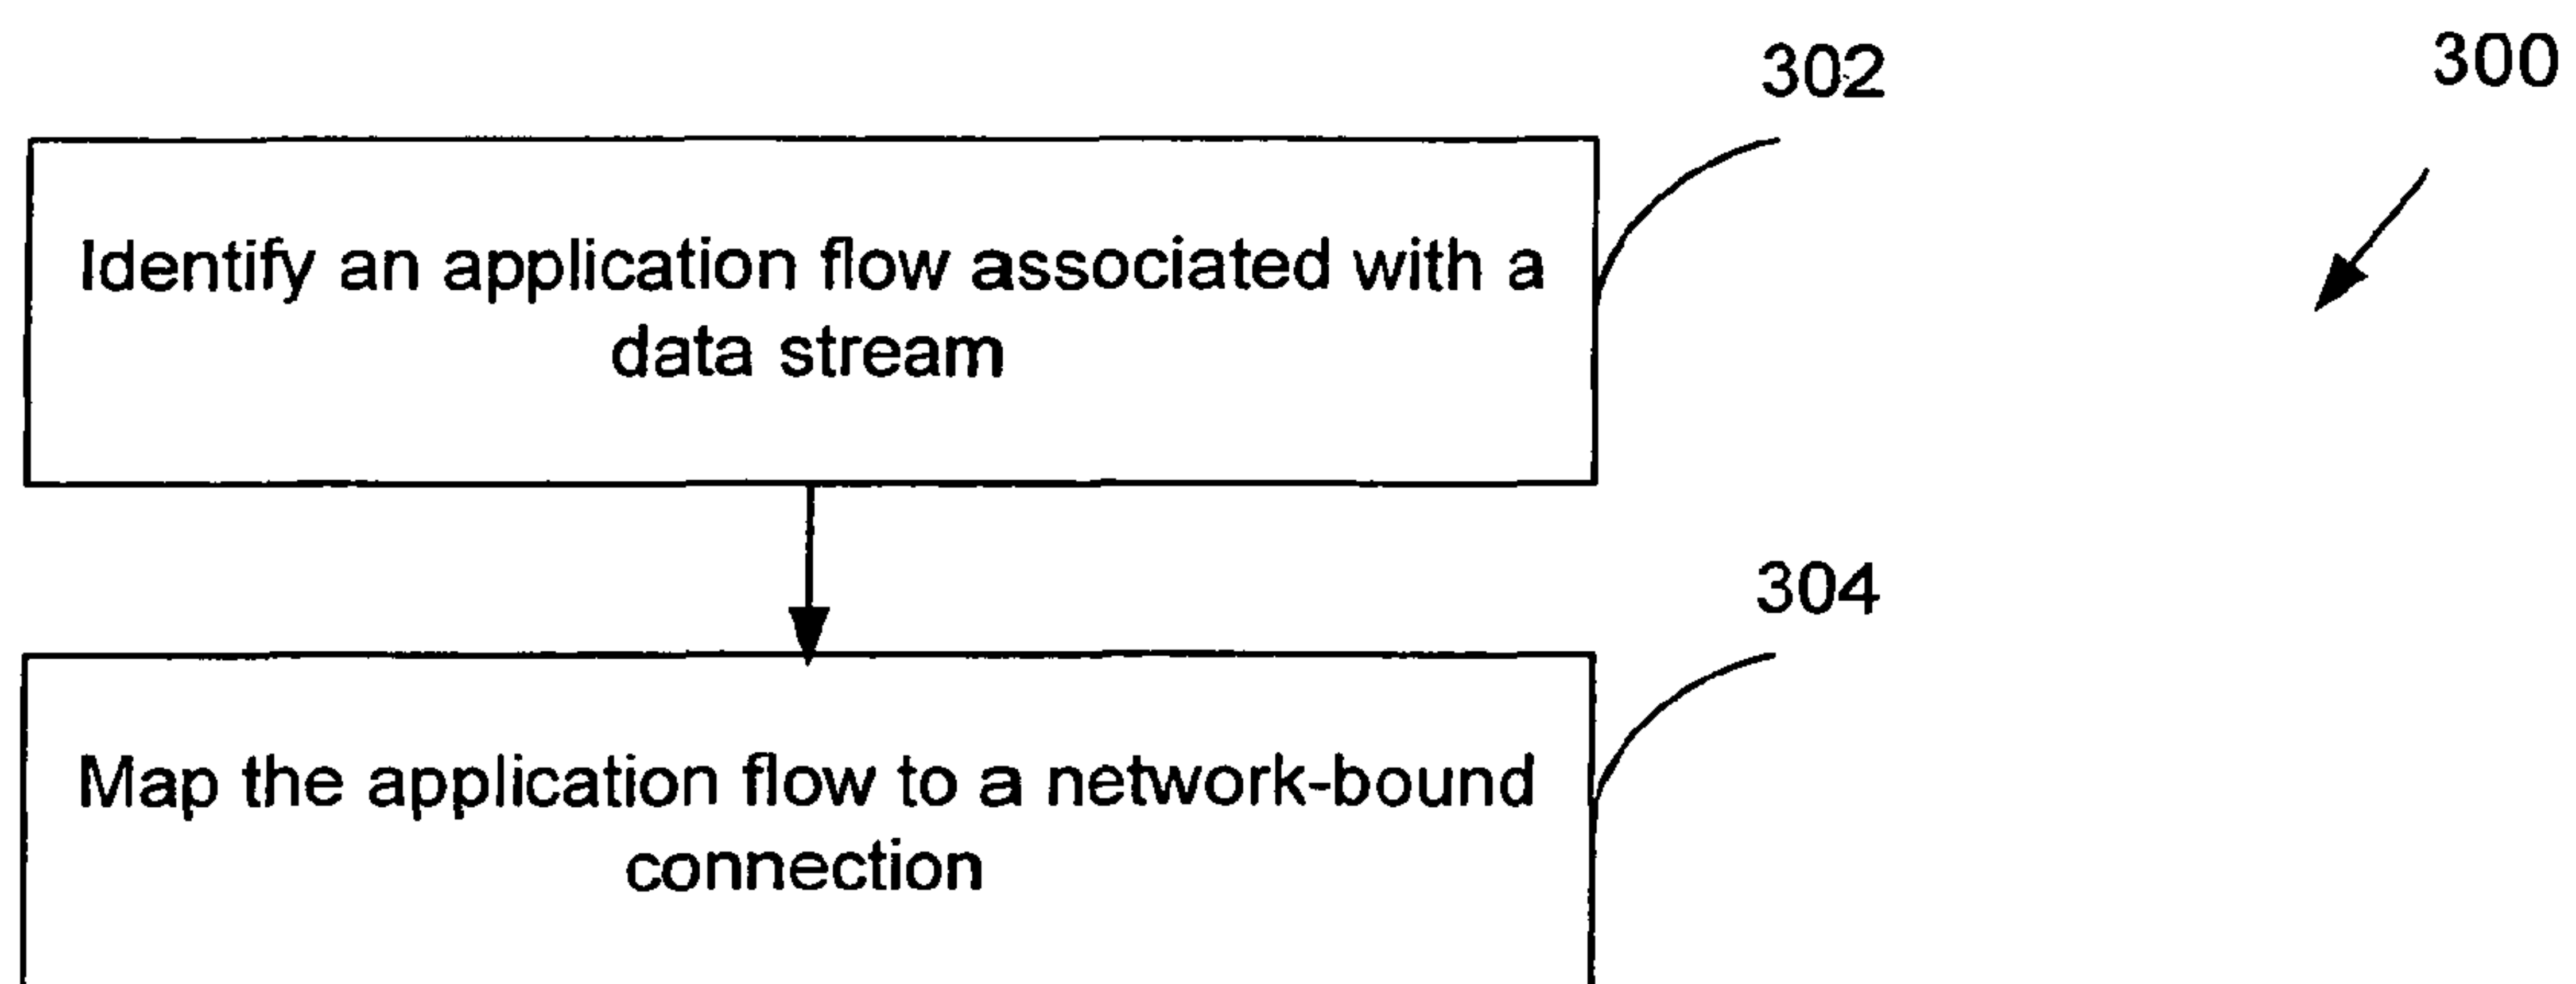 302
300
Identify an application flow associated with a
data stream
304
Map the application flow to a network-bound
connection